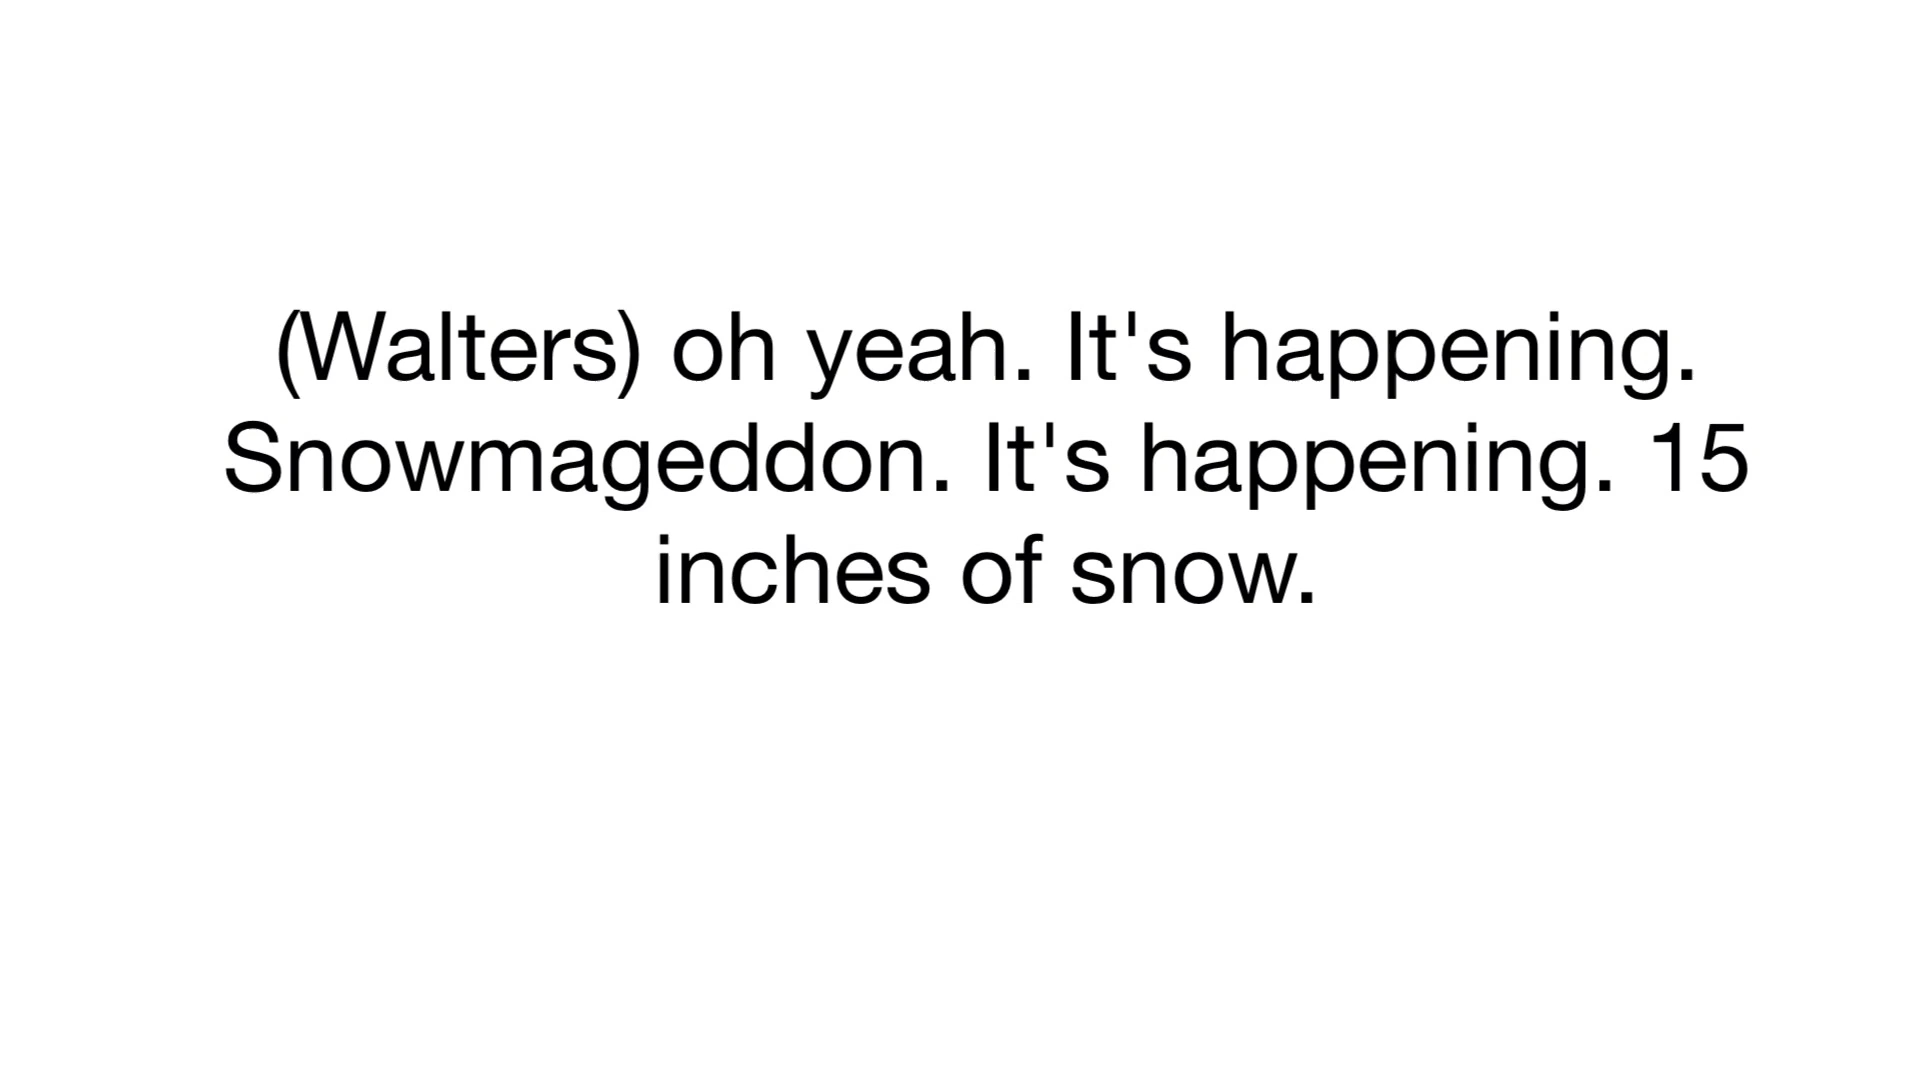 (Walters) oh yeah. It's happening.
Snowmageddon. It's happening. 15
inches of snow.